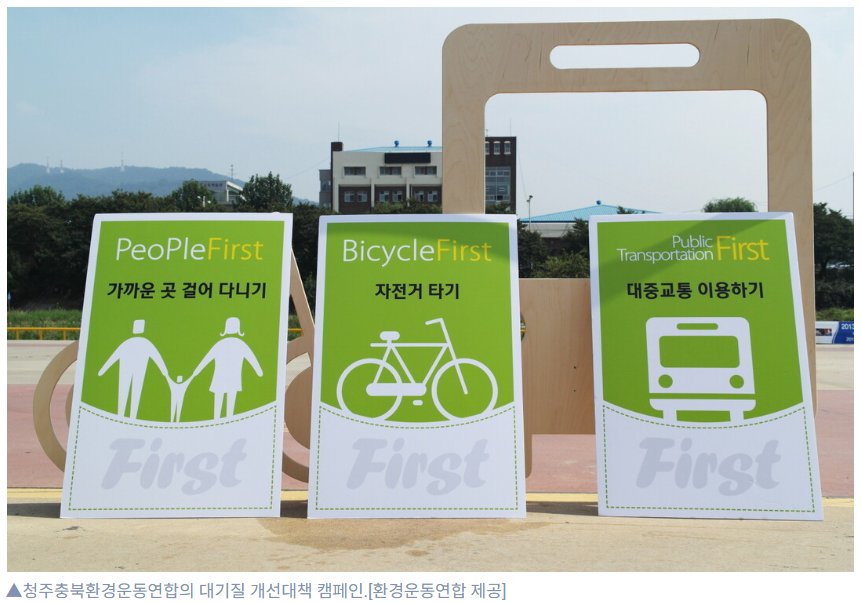 PeoPleFirst
가까운 곳 걸어 다니기
First
BicycleFirst
자전거 타기
First
Public
Transportation First
대중교통 이용하기
First
2013
▲청주충북환경운동연합의 대기질 개선대책 캠페인.[환경운동연합 제공]